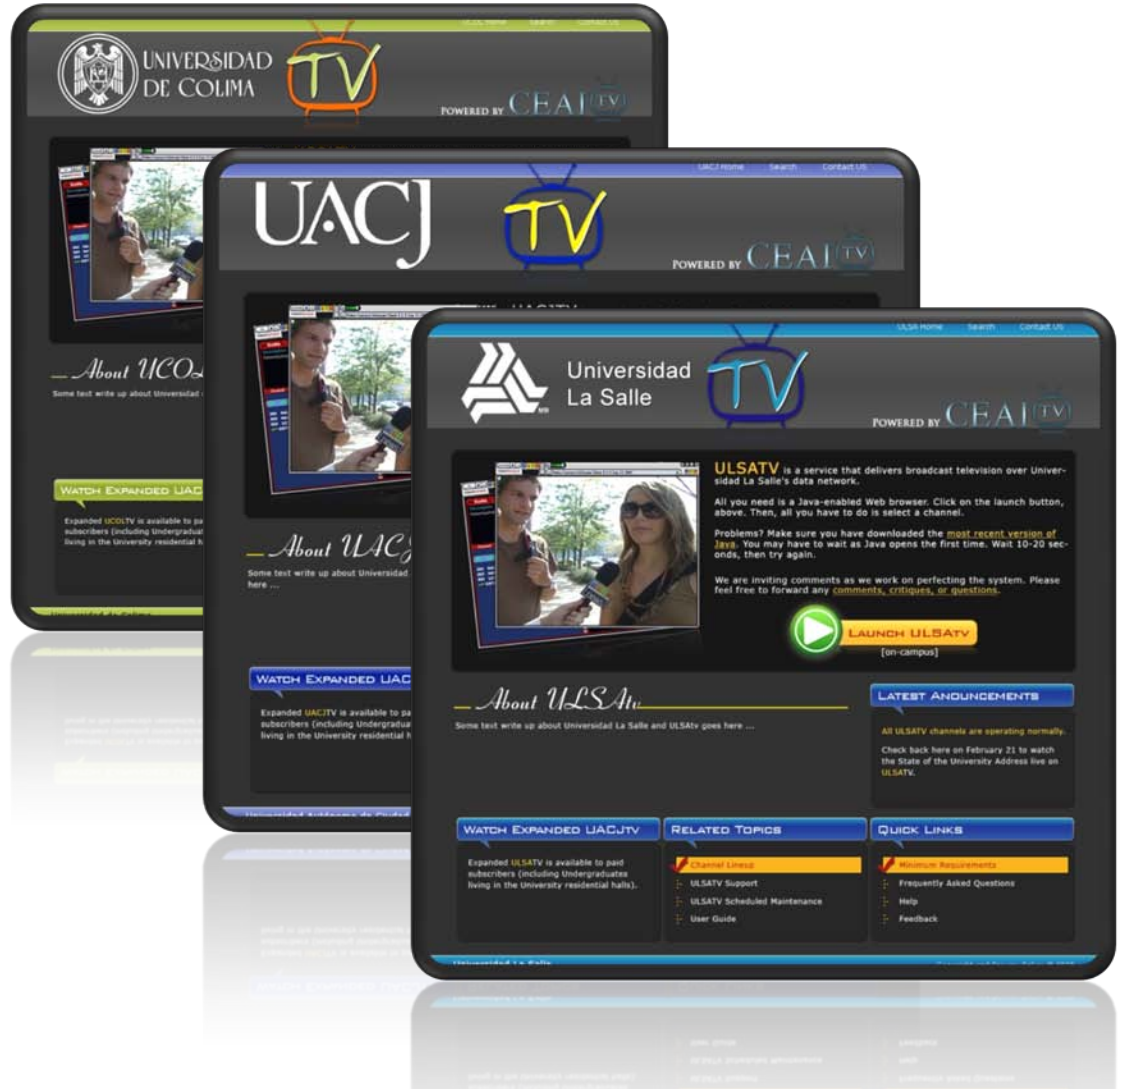 UCOL Home Search Contact US
UNIVERSIDAD
DE COLIMA
TV
POWERED BY CEAI TV
About UCOL
Some text write up about Universidad
WATCH EXPANDED UAC
Expanded UCOLTV is available to pa
subscribers (including Undergraduat
living in the University residential h
Universidad de Colima
UACJ Home Search Contact US
UACJ
TV
POWERED BY CEAI TV
UACJTV
About UACJ
Some text write up about Universidad
here ...
WATCH EXPANDED UAC
Expanded UACJTV is available to pa
subscribers (including Undergradua
living in the University residential h
Universidad Autónoma de Ciudad
ULSA Home Search Contact US
Universidad
La Salle
TV
POWERED BY CEAI TV
ULSATV is a service that delivers broadcast television over Univer-
sidad La Salle's data network.
All you need is a Java-enabled Web browser. Click on the launch button,
above. Then, all you have to do is select a channel.
Problems? Make sure you have downloaded the most recent version of
Java. You may have to wait as Java opens the first time. Wait 10-20 sec-
onds, then try again.
We are inviting comments as we work on perfecting the system. Please
feel free to forward any comments, critiques, or questions.
LAUNCH ULSATV
[on-campus]
About ULSAtv
Some text write up about Universidad La Salle and ULSAtv goes here ...
LATEST ANOUNCEMENTS
All ULSATV channels are operating normally.
Check back here on February 21 to watch
the State of the University Address live on
ULSATV.
WATCH EXPANDED UACJTV
Expanded ULSATV is available to paid
subscribers (including Undergraduates
living in the University residential halls).
RELATED TOPICS
Channel Lineup
ULSATV Support
ULSATV Scheduled Maintenance
User Guide
QUICK LINKS
Minimum Requirements
Frequently Asked Questions
Help
Feedback
Universidad La Salle